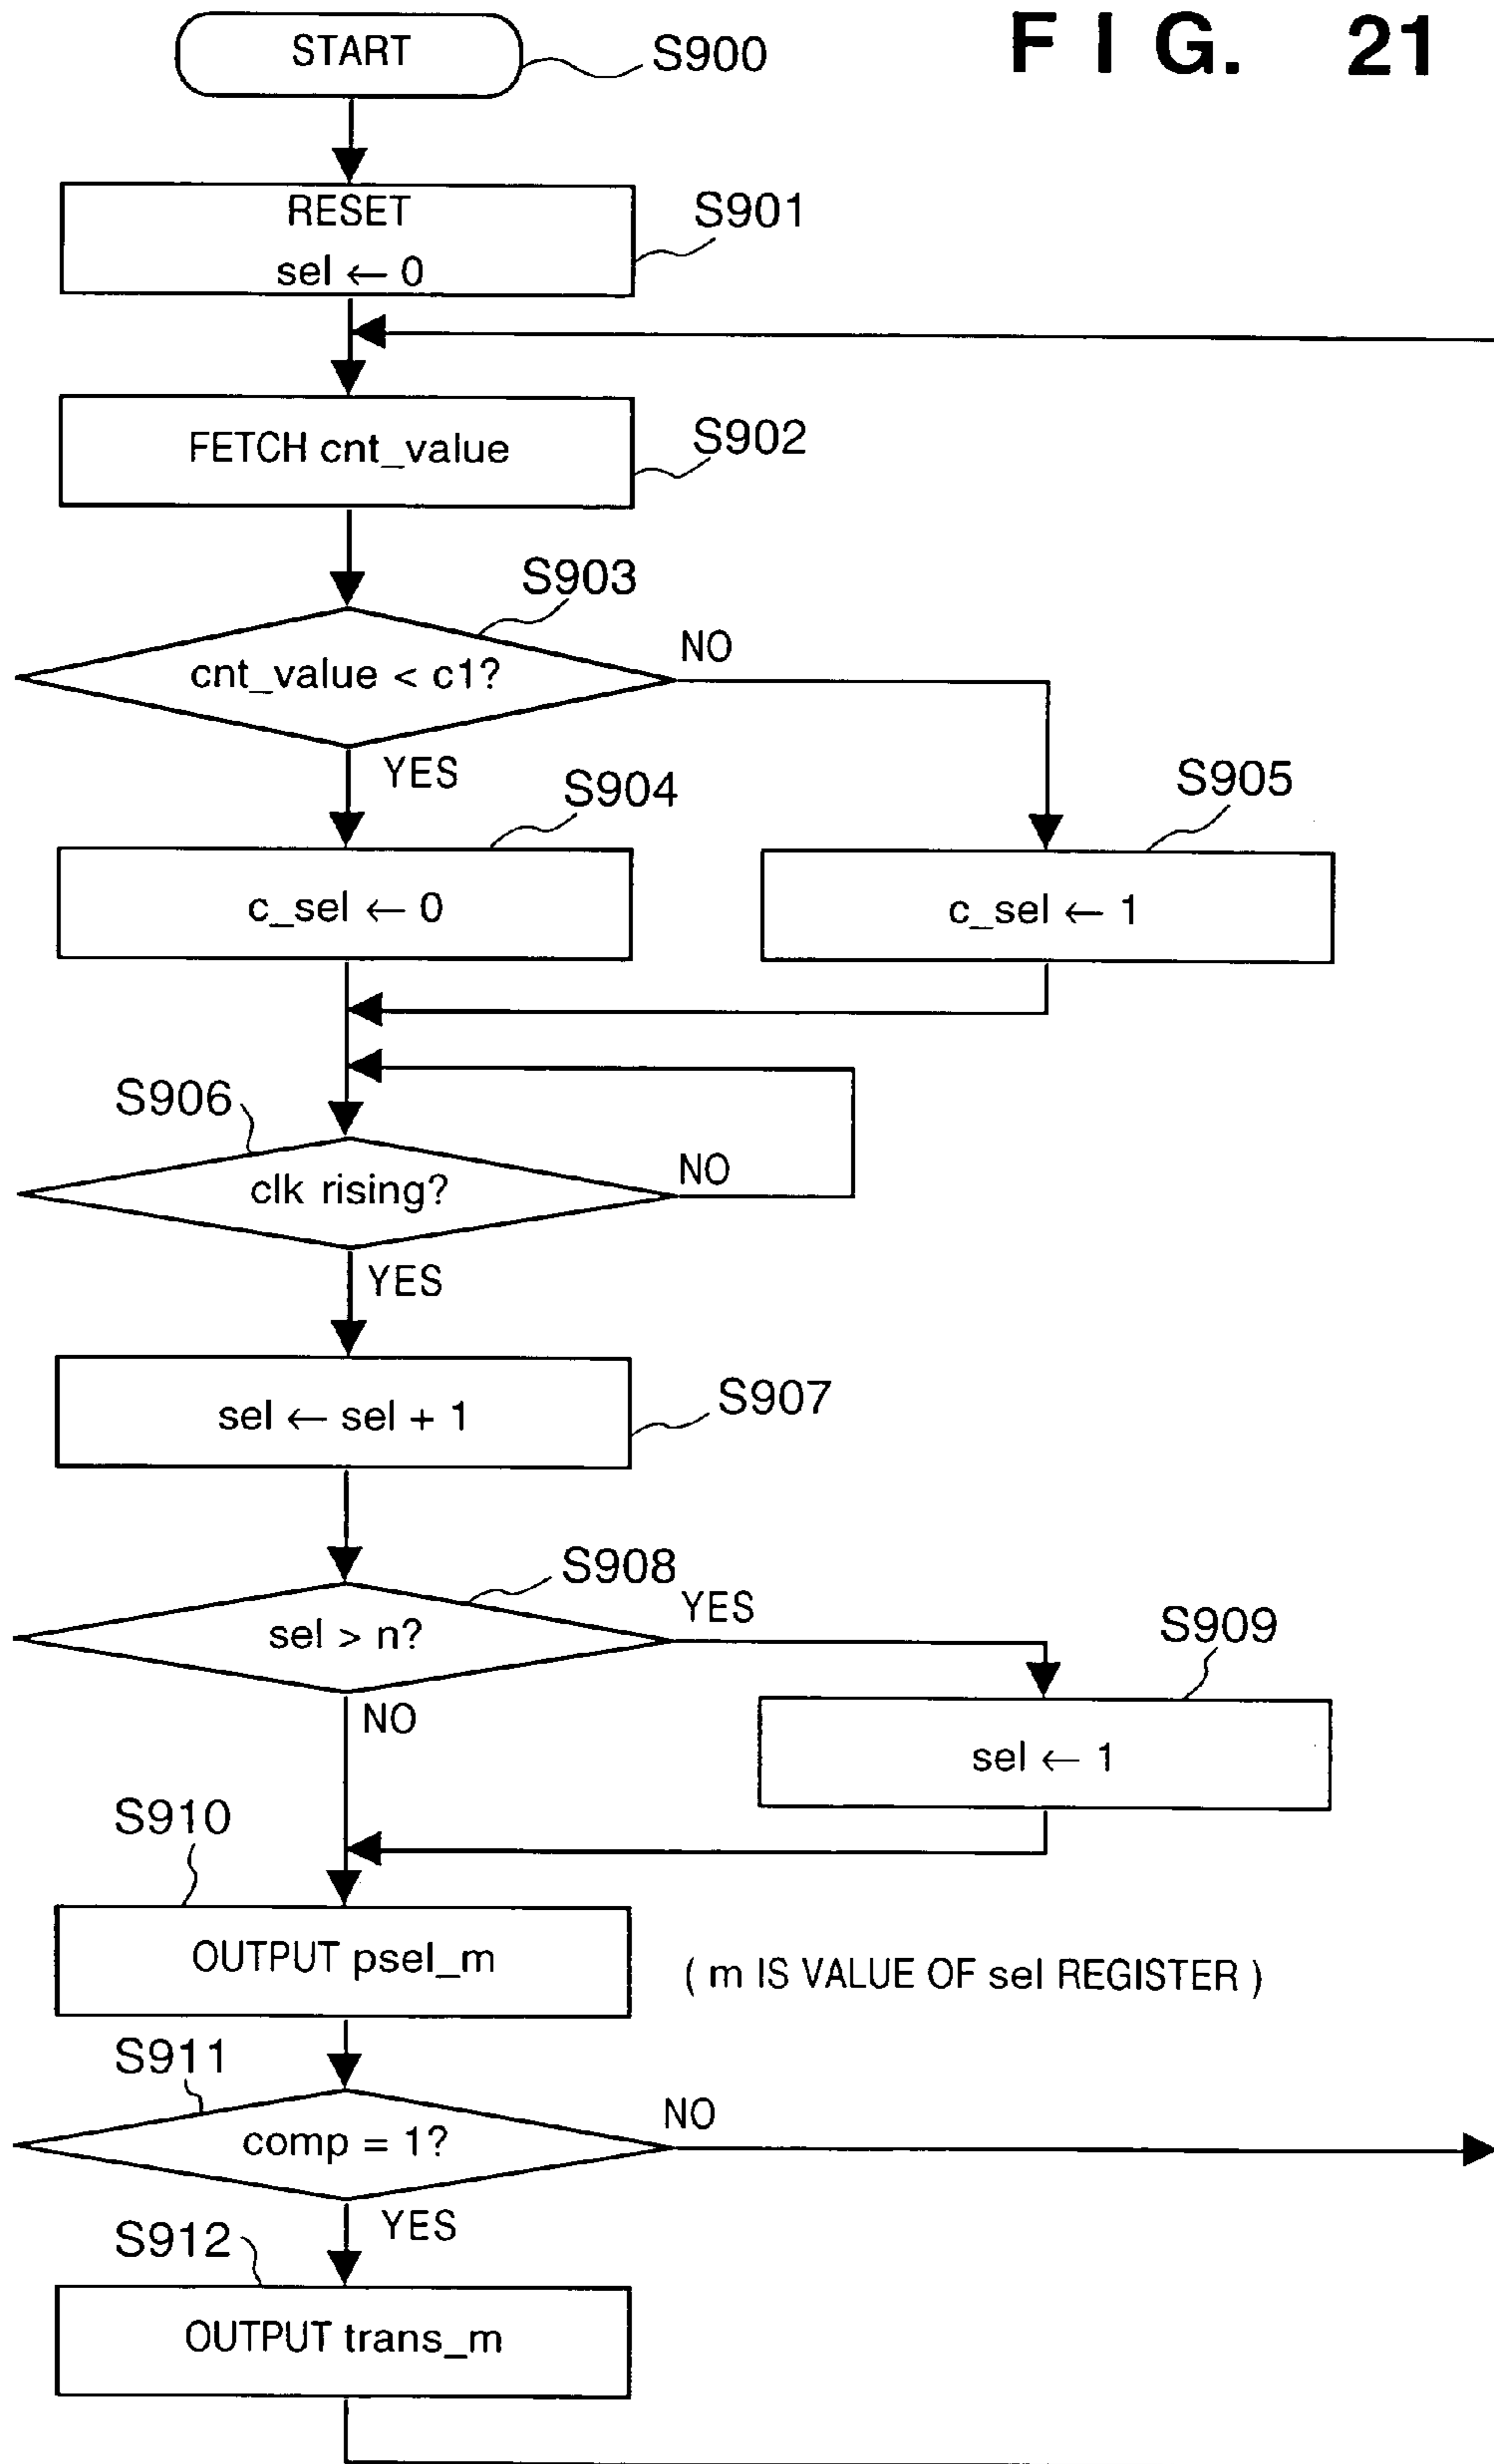 FIG. 21
START
S900
RESET
sel ← 0
S901
FETCH cnt_value
S902
S903
cnt_value < c1?
NO
YES
S904
S905
c_sel ← 0
c_sel ← 1
S906
clk rising?
NO
YES
sel ← sel + 1
S907
S908
sel > n?
YES
NO
S909
sel ← 1
S910
OUTPUT psel_m
( m IS VALUE OF sel REGISTER )
S911
comp = 1?
NO
YES
S912
OUTPUT trans_m